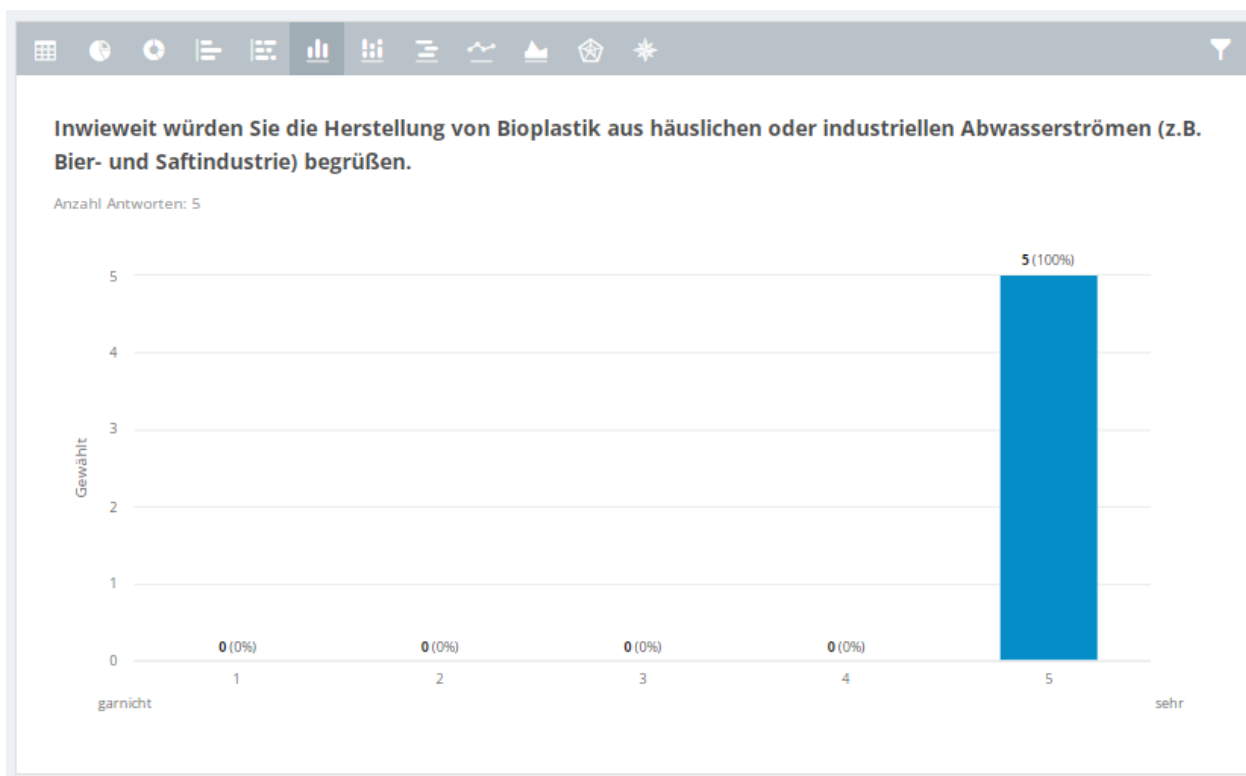 Inwieweit würden Sie die Herstellung von Bioplastik aus häuslichen oder industriellen Abwasserströmen (z.B.
Bier- und Saftindustrie) begrüßen.
Anzahl Antworten: 5
5 (100%)
5
4
3
Gewählt
2
1
0 (0%) 0 (0%) 0 (0%) 0 (0%)
0
1 2 3 4 5
garnicht sehr